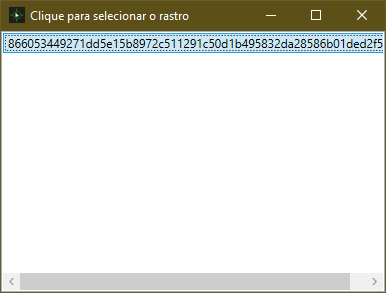 Clique para selecionar o rastro
866053449271dd5e15b8972c511291c50d1b495832da28586b01ded2f5